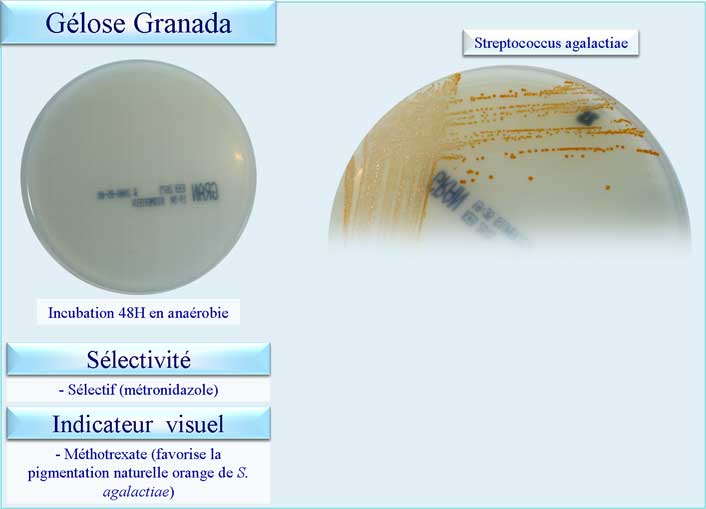 Gélose Granada
Streptococcus agalactiae
GRAN
Incubation 48H en anaérobie
Sélectivité
- Sélectif (métronidazole)
Indicateur visuel
- Méthotrexate (favorise la
pigmentation naturelle orange de S.
agalactiae)